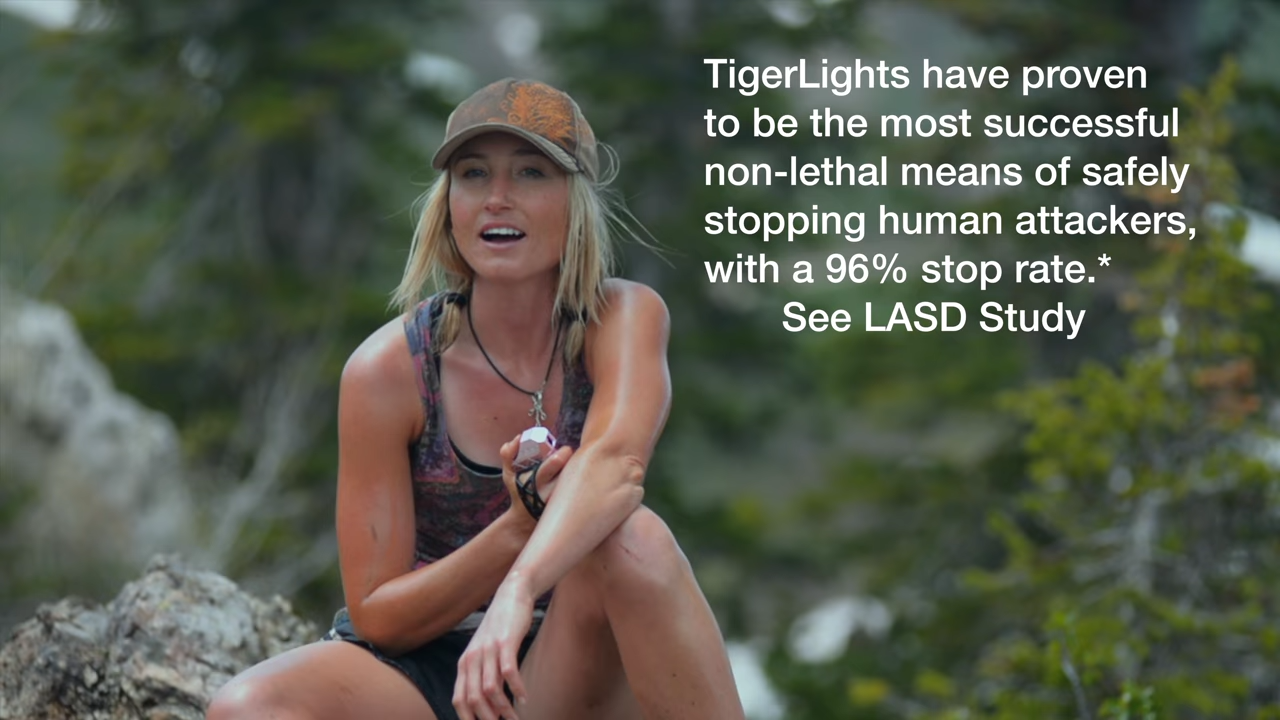 TigerLights have proven
to be the most successful
non-lethal means of safely
stopping human attackers,
with a 96% stop rate.*
See LASD Study